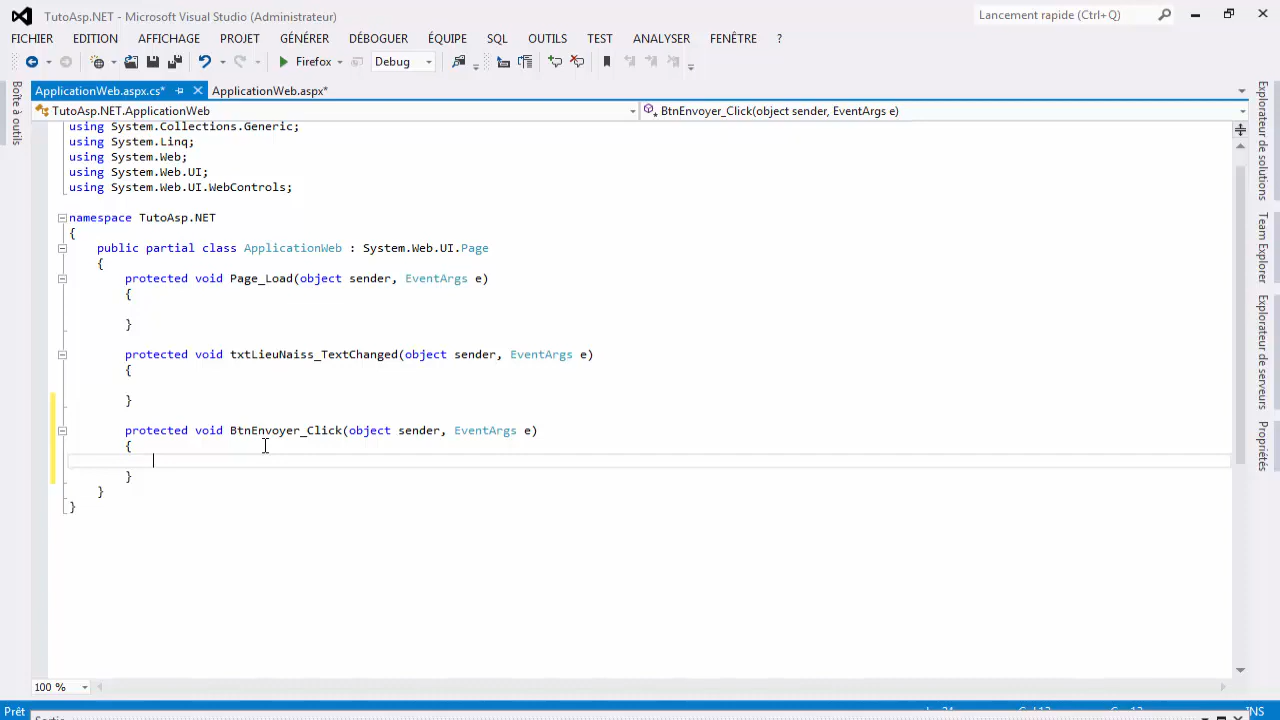 TutoAsp.NET - Microsoft Visual Studio (Administrateur)
Lancement rapide (Ctrl+Q)
FICHIER EDITION AFFICHAGE PROJET GÉNÉRER DÉBOGUER ÉQUIPE SQL OUTILS TEST ANALYSER FENÊTRE ?
Firefox Debug
ApplicationWeb.aspx.cs* ApplicationWeb.aspx*
TutoAsp.NET.ApplicationWeb BtnEnvoyer_Click(object sender, EventArgs e)
using System.Collections.Generic;
using System.Linq;
using System.Web;
using System.Web.UI;
using System.Web.UI.WebControls;
namespace TutoAsp.NET
{
public partial class ApplicationWeb : System.Web.UI.Page
{
protected void Page_Load(object sender, EventArgs e)
{
}
protected void txtLieuNaiss_TextChanged(object sender, EventArgs e)
{
}
protected void BtnEnvoyer_Click(object sender, EventArgs e)
{
}
}
}
Boîte à outils
Explorateur de solutions
Team Explorer
Explorateur de serveurs
Propriétés
100 %
Prêt
INS